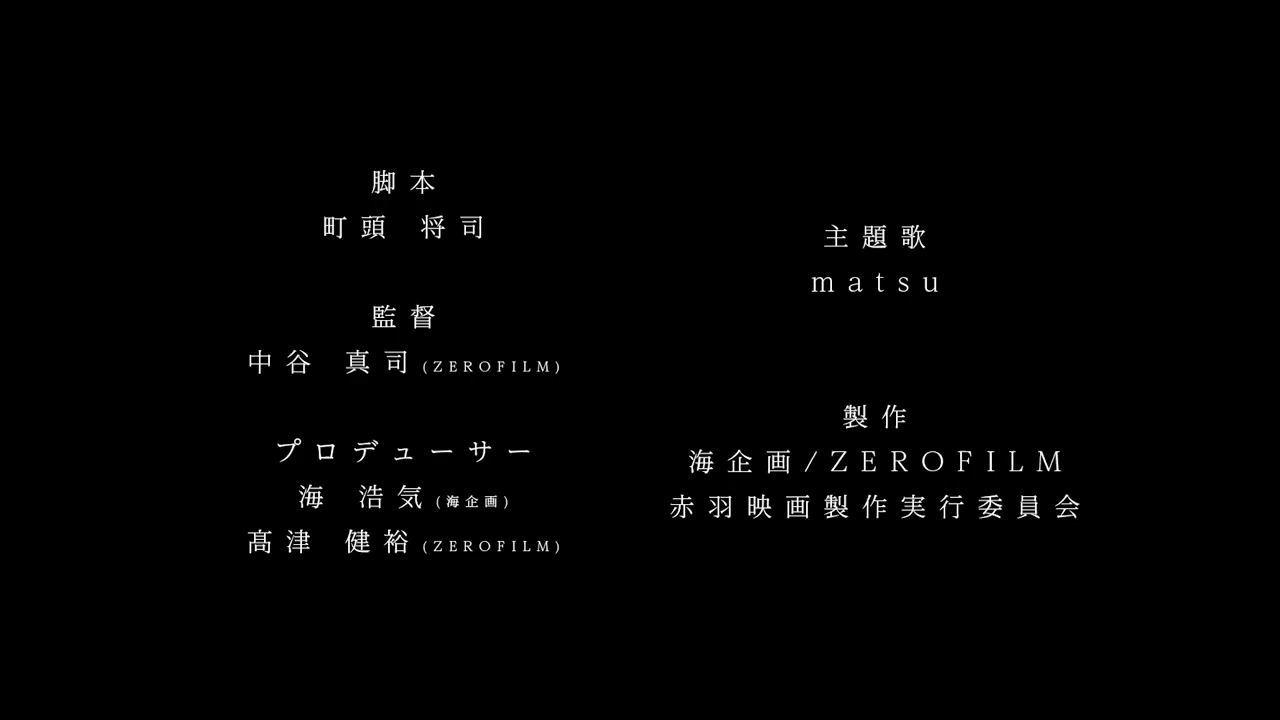 脚本
町頭 将司
監督
中谷 真司(ZEROFILM)
プロデューサー
海 浩気(海企画)
髙津 健裕(ZEROFILM)
主題歌
matsu
製作
海企画/ZEROFILM
赤羽映画製作実行委員会